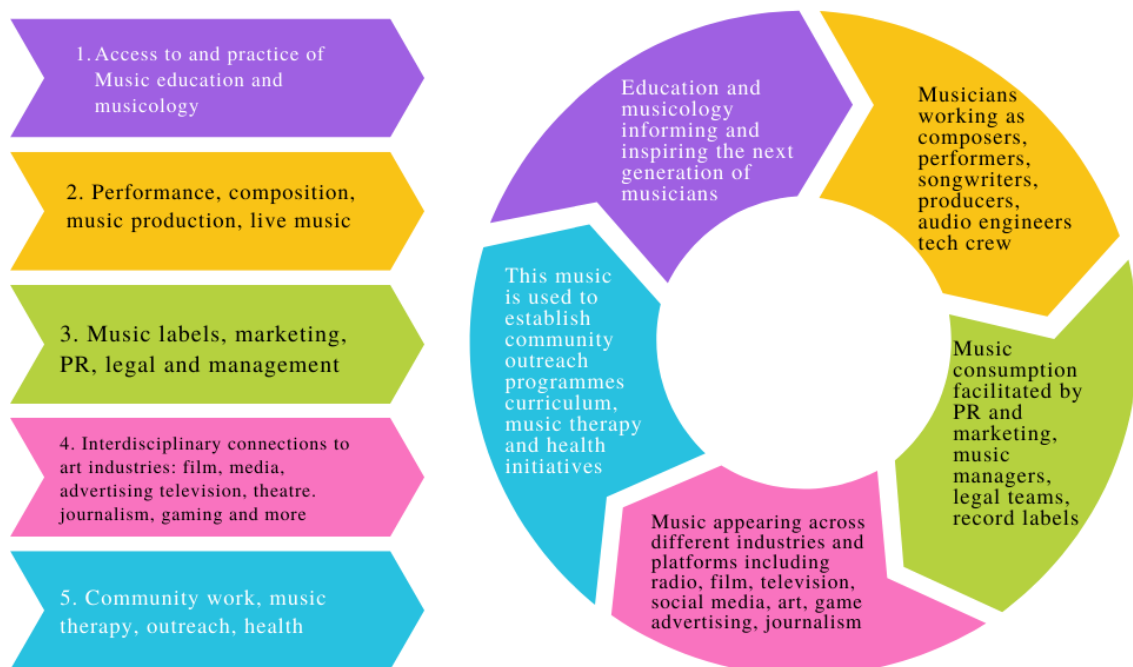 1. Access to and practice of
Music education and
musicology
2. Performance, composition,
music production, live music
3. Music labels, marketing,
PR, legal and management
4. Interdisciplinary connections to
art industries: film, media,
advertising television, theatre.
journalism, gaming and more
5. Community work, music
therapy, outreach, health
Education and
musicology
informing and
inspiring the next
generation of
musicians
Musicians
working as
composers,
performers,
songwriters,
producers,
audio engineers
tech crew
Music
consumption
facilitated by
PR and
marketing,
music
managers,
legal teams,
record labels
Music appearing across
different industries and
platforms including
radio, film, television,
social media, art, game
advertising, journalism
This music
is used to
establish
community
outreach
programmes
curriculum,
music therapy
and health
initiatives